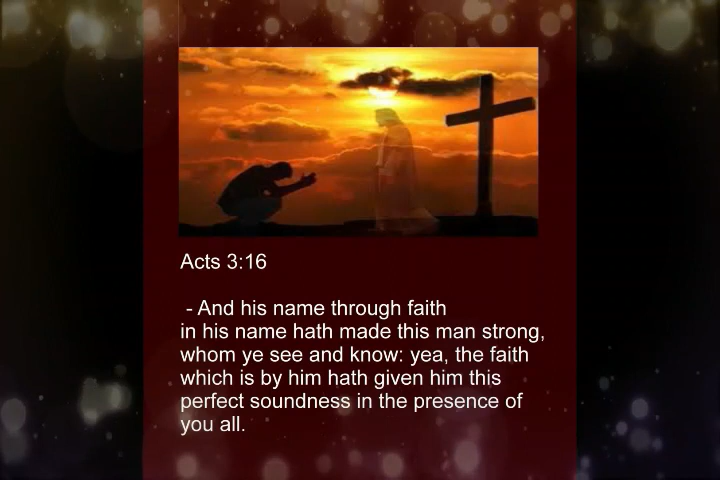 Acts 3:16
- And his name through faith
in his name hath made this man strong,
whom ye see and know: yea, the faith
which is by him hath given him this
perfect soundness in the presence of
you all.